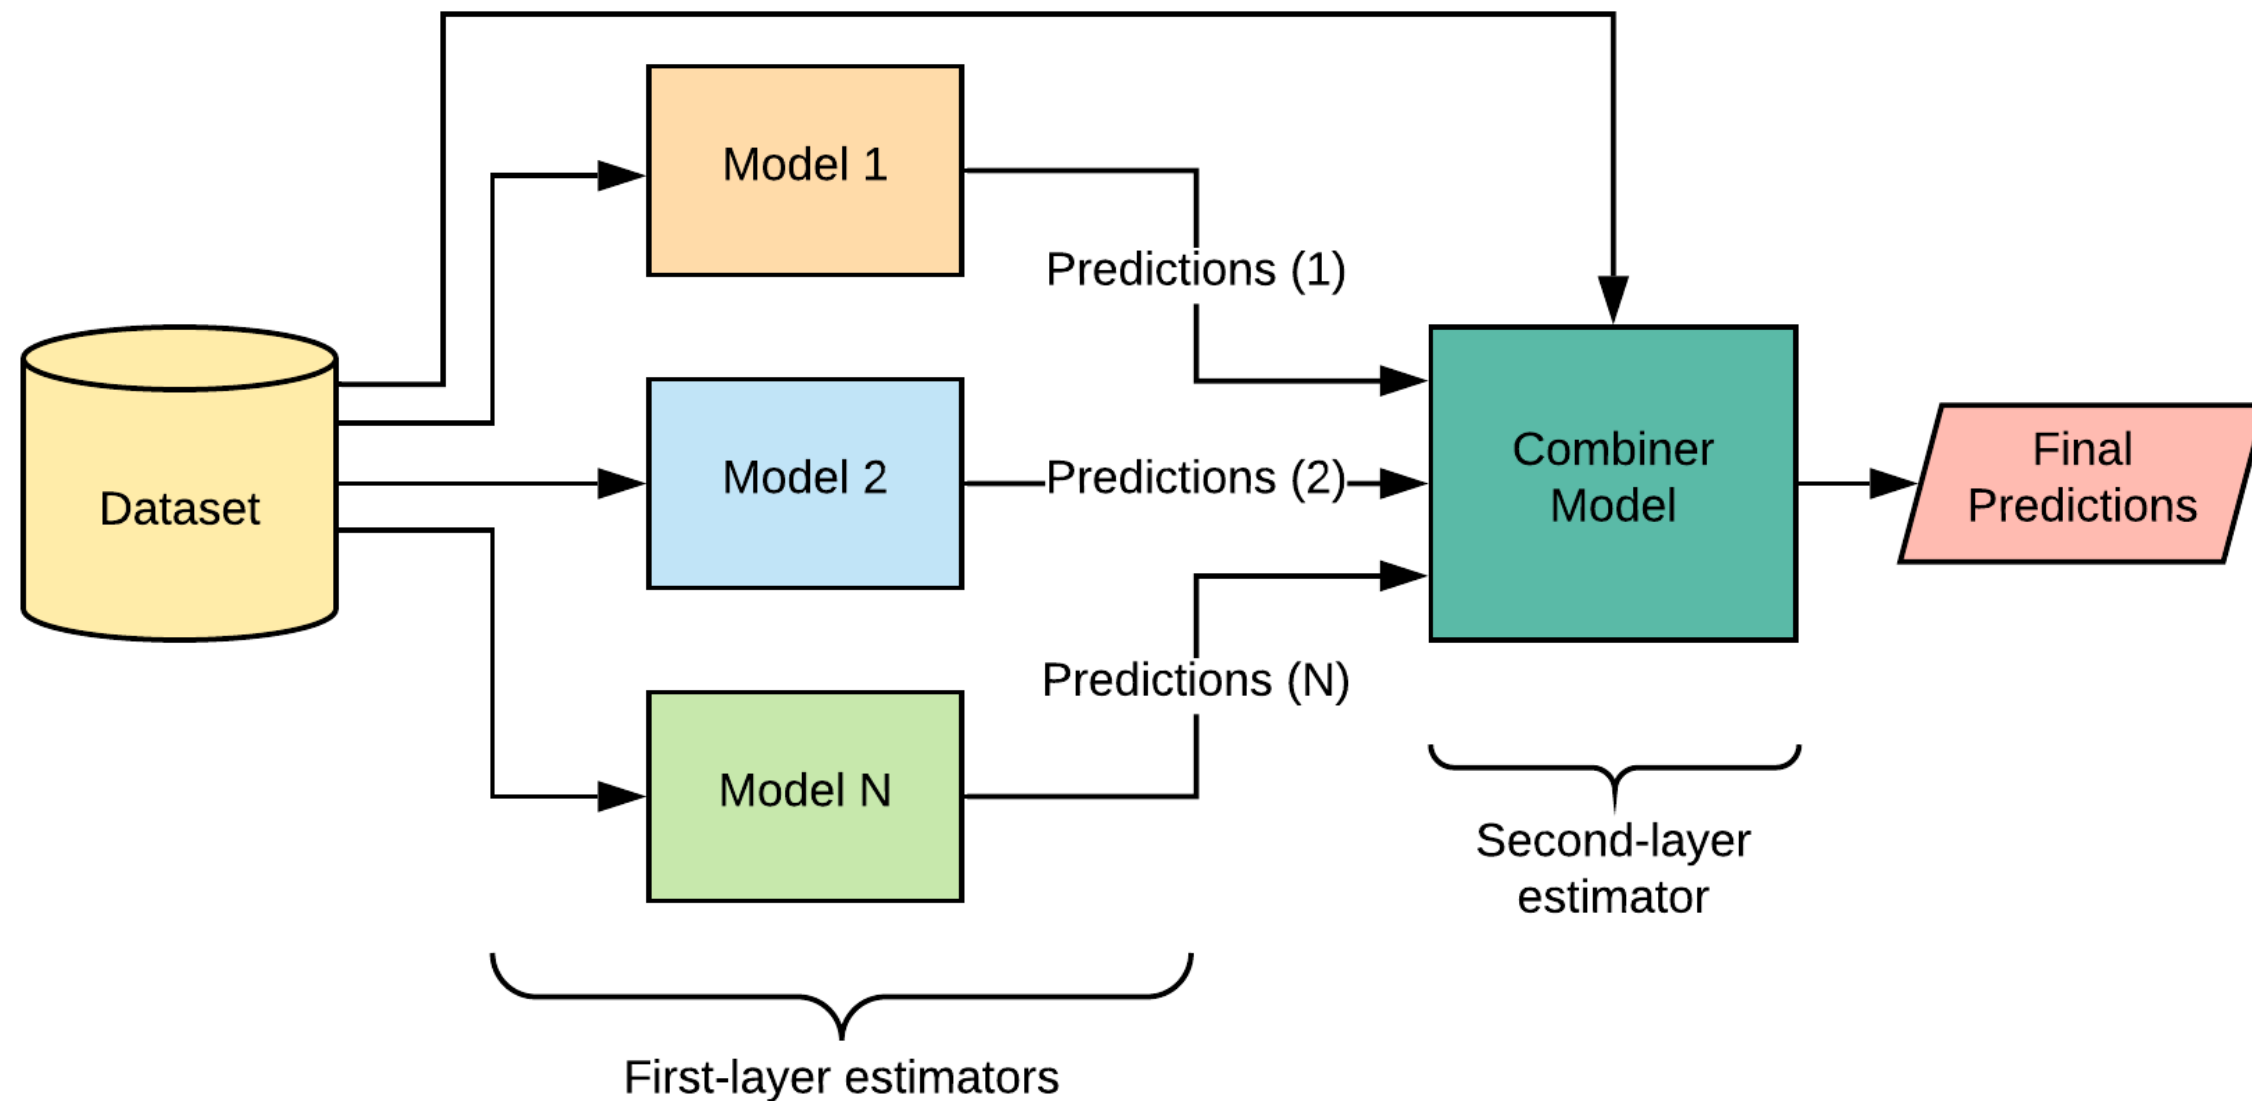 Model 1
Predictions (1)
Dataset
Model 2
Predictions (2)
Combiner
Model
Final
Predictions
Predictions (N)
Model N
Second-layer
estimator
First-layer estimators